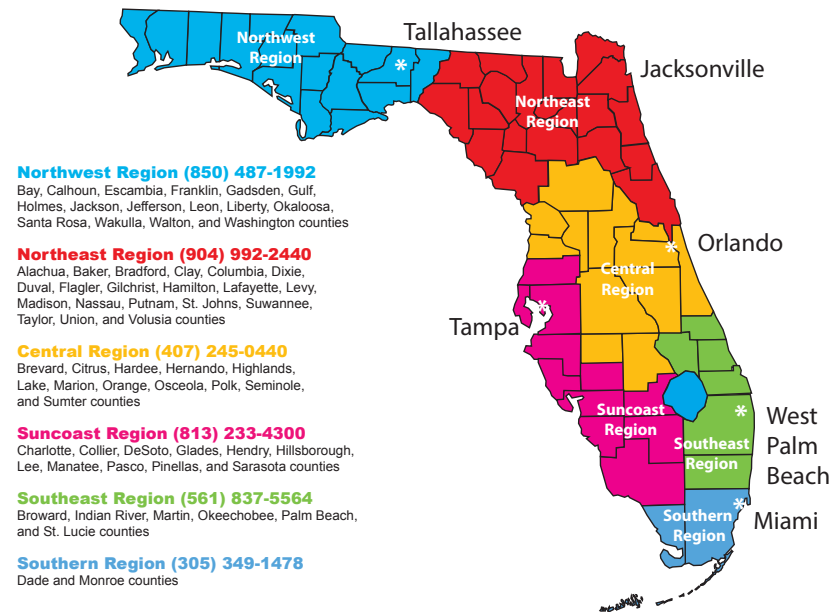 Tallahassee
Northwest
Region
*
Jacksonville
Northeast
Region
Northwest Region (850) 487-1992
Bay, Calhoun, Escambia, Franklin, Gadsden, Gulf,
Holmes, Jackson, Jefferson, Leon, Liberty, Okaloosa,
Santa Rosa, Wakulla, Walton, and Washington counties
Northeast Region (904) 992-2440
Alachua, Baker, Bradford, Clay, Columbia, Dixie,
Duval, Flagler, Gilchrist, Hamilton, Lafayette, Levy,
Madison, Nassau, Putnam, St. Johns, Suwannee,
Taylor, Union, and Volusia counties
Central Region (407) 245-0440
Brevard, Citrus, Hardee, Hernando, Highlands,
Lake, Marion, Orange, Osceola, Polk, Seminole,
and Sumter counties
Suncoast Region (813) 233-4300
Charlotte, Collier, DeSoto, Glades, Hendry, Hillsborough,
Lee, Manatee, Pasco, Pinellas, and Sarasota counties
Southeast Region (561) 837-5564
Broward, Indian River, Martin, Okeechobee, Palm Beach,
and St. Lucie counties
Southern Region (305) 349-1478
Dade and Monroe counties
*
Orlando
Central
Region
*
Tampa
Suncoast
Region
*
West
Palm
Beach
Southeast
Region
*
Miami
Southern
Region